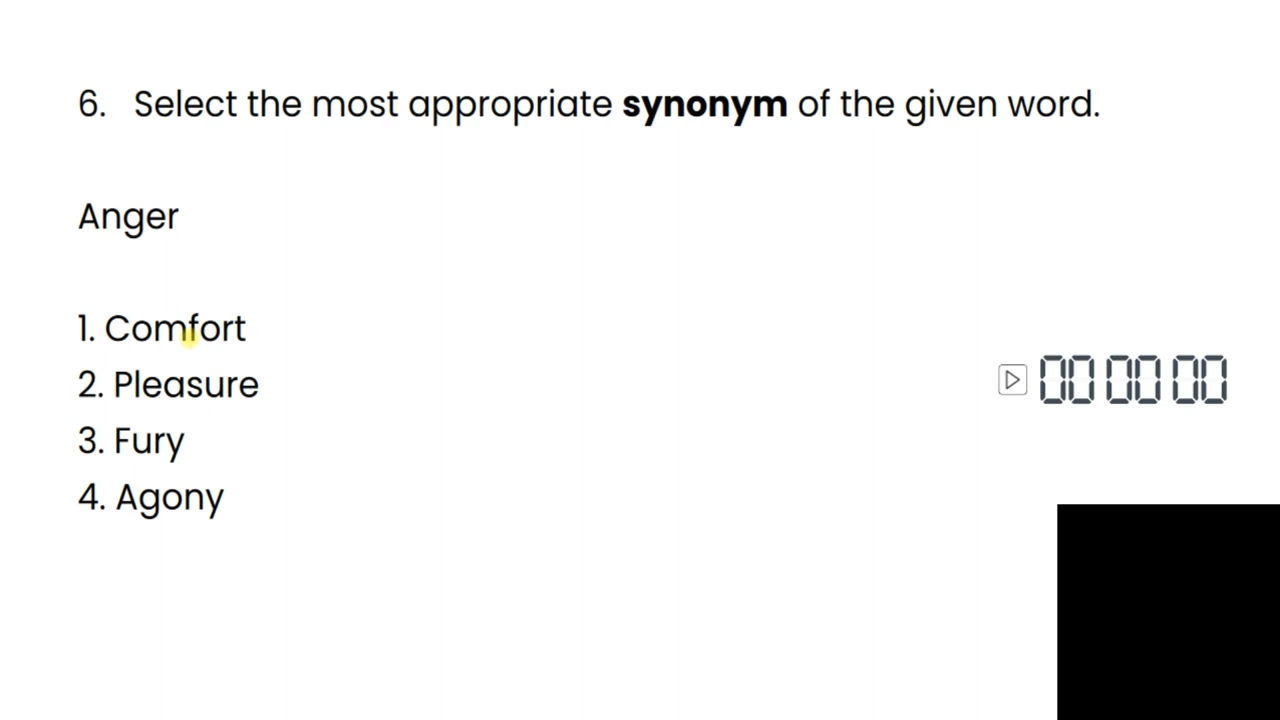 6. Select the most appropriate synonym of the given word.
Anger
1. Comfort
2. Pleasure
3. Fury
4. Agony
00 00 00